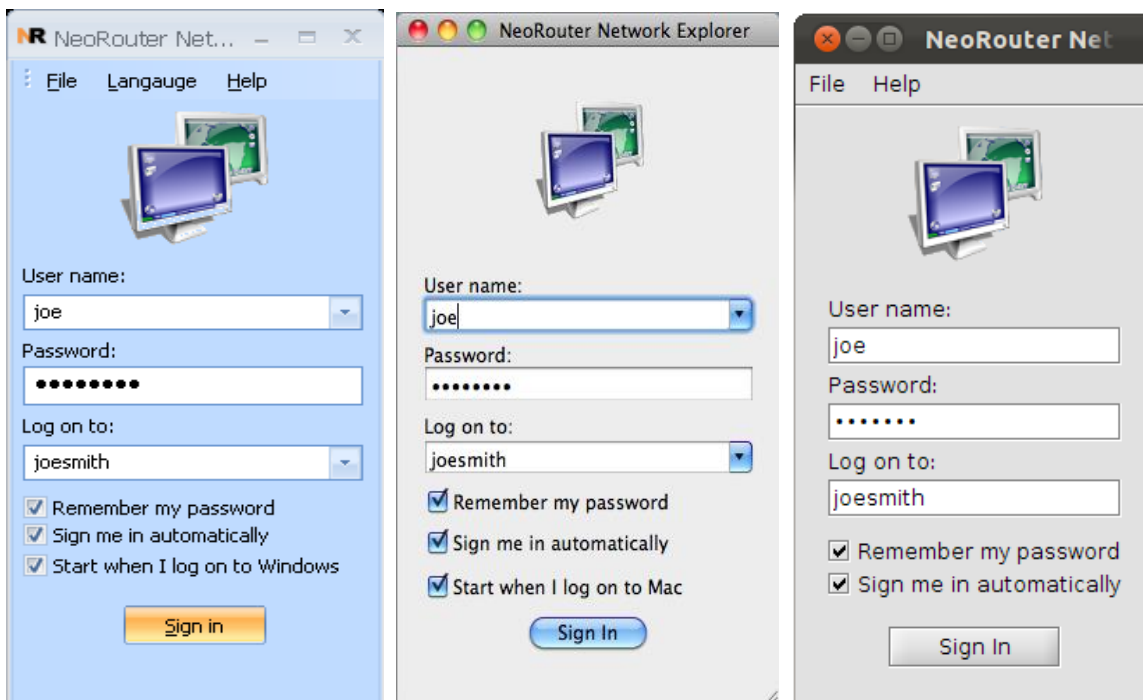 NR NeoRouter Net...
File Langauge Help
User name:
joe
Password:
••••••••
Log on to:
joesmith
Remember my password
Sign me in automatically
Start when I log on to Windows
Sign in
NeoRouter Network Explorer
User name:
joe
Password:
••••••••
Log on to:
joesmith
Remember my password
Sign me in automatically
Start when I log on to Mac
Sign In
NeoRouter Net
File Help
User name:
joe
Password:
•••••••
Log on to:
joesmith
Remember my password
Sign me in automatically
Sign In